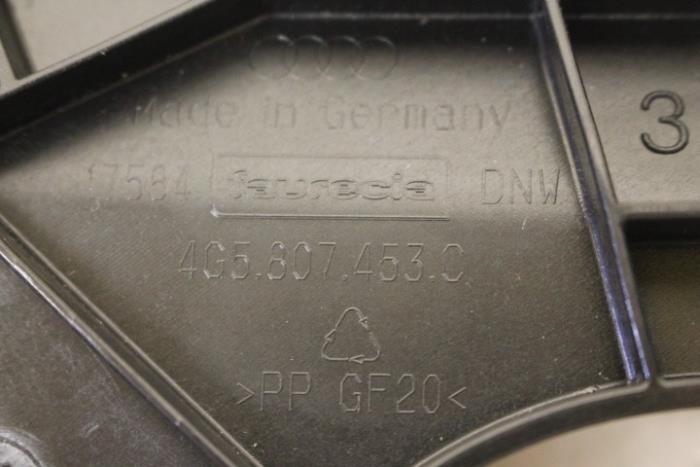 Made in Germany
17584 faurecia DNW
3
4G5.807.453.C
>PP GF20<